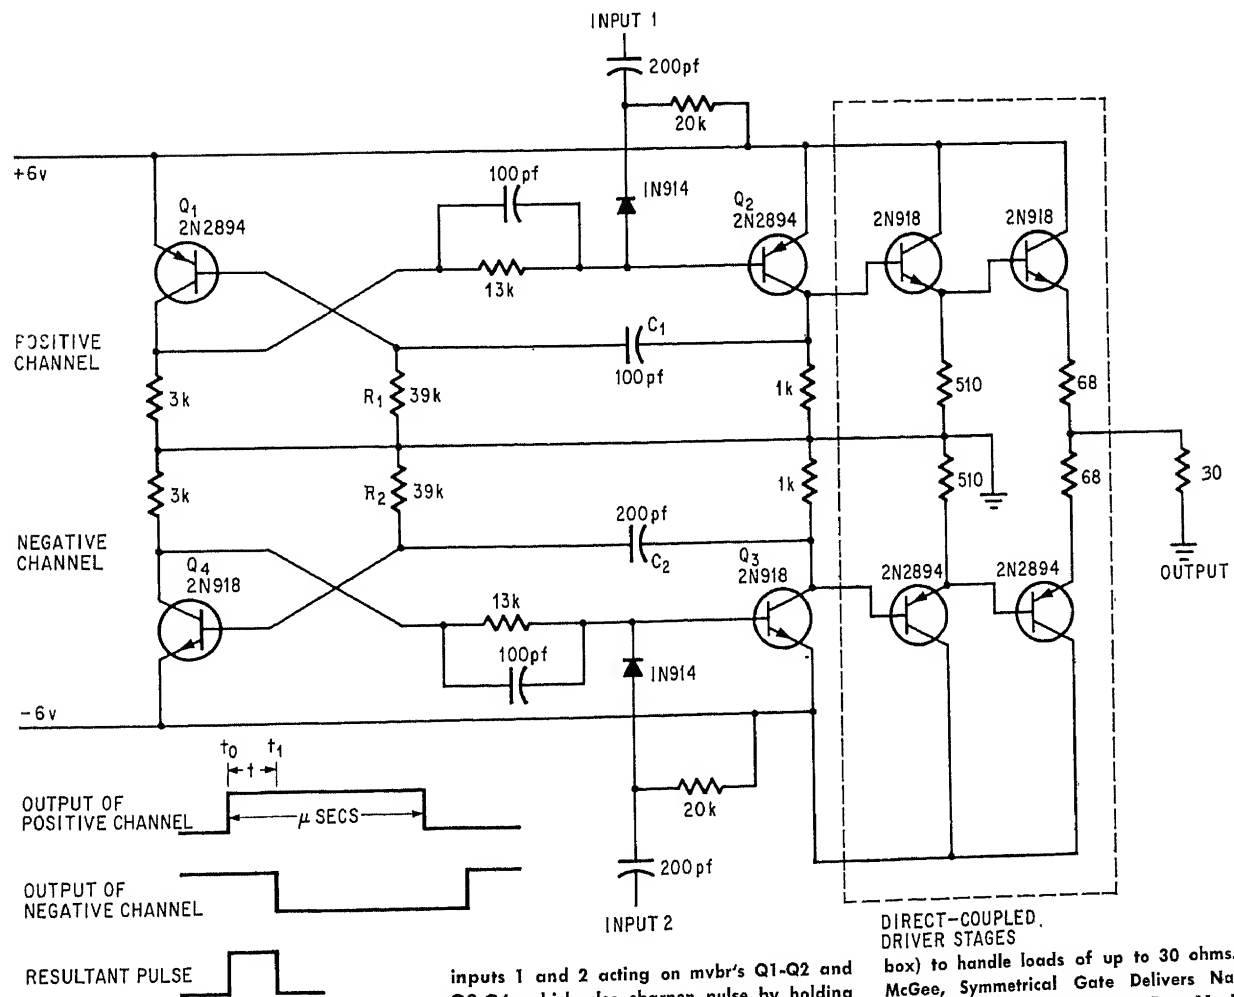 INPUT 1
200pf
20k
+6v
100pf
IN914
Q1
2N2894
Q2
2N2894
2N918
2N918
13k
POSITIVE
CHANNEL
C1
100pf
3k
R1
39k
1k
510
68
3k
R2
39k
1k
510
68
30
200pf
C2
NEGATIVE
CHANNEL
Q4
2N918
Q3
2N918
2N2894
2N2894
OUTPUT
13k
100pf
IN914
-6v
20k
t0
t1
t
OUTPUT OF
POSITIVE CHANNEL
μ SECS
200pf
OUTPUT OF
NEGATIVE CHANNEL
INPUT 2
DIRECT-COUPLED
DRIVER STAGES
RESULTANT PULSE
inputs 1 and 2 acting on mvbr's Q1-Q2 and
box) to handle loads of up to 30 ohms.
McGee, Symmetrical Gate Delivers Na